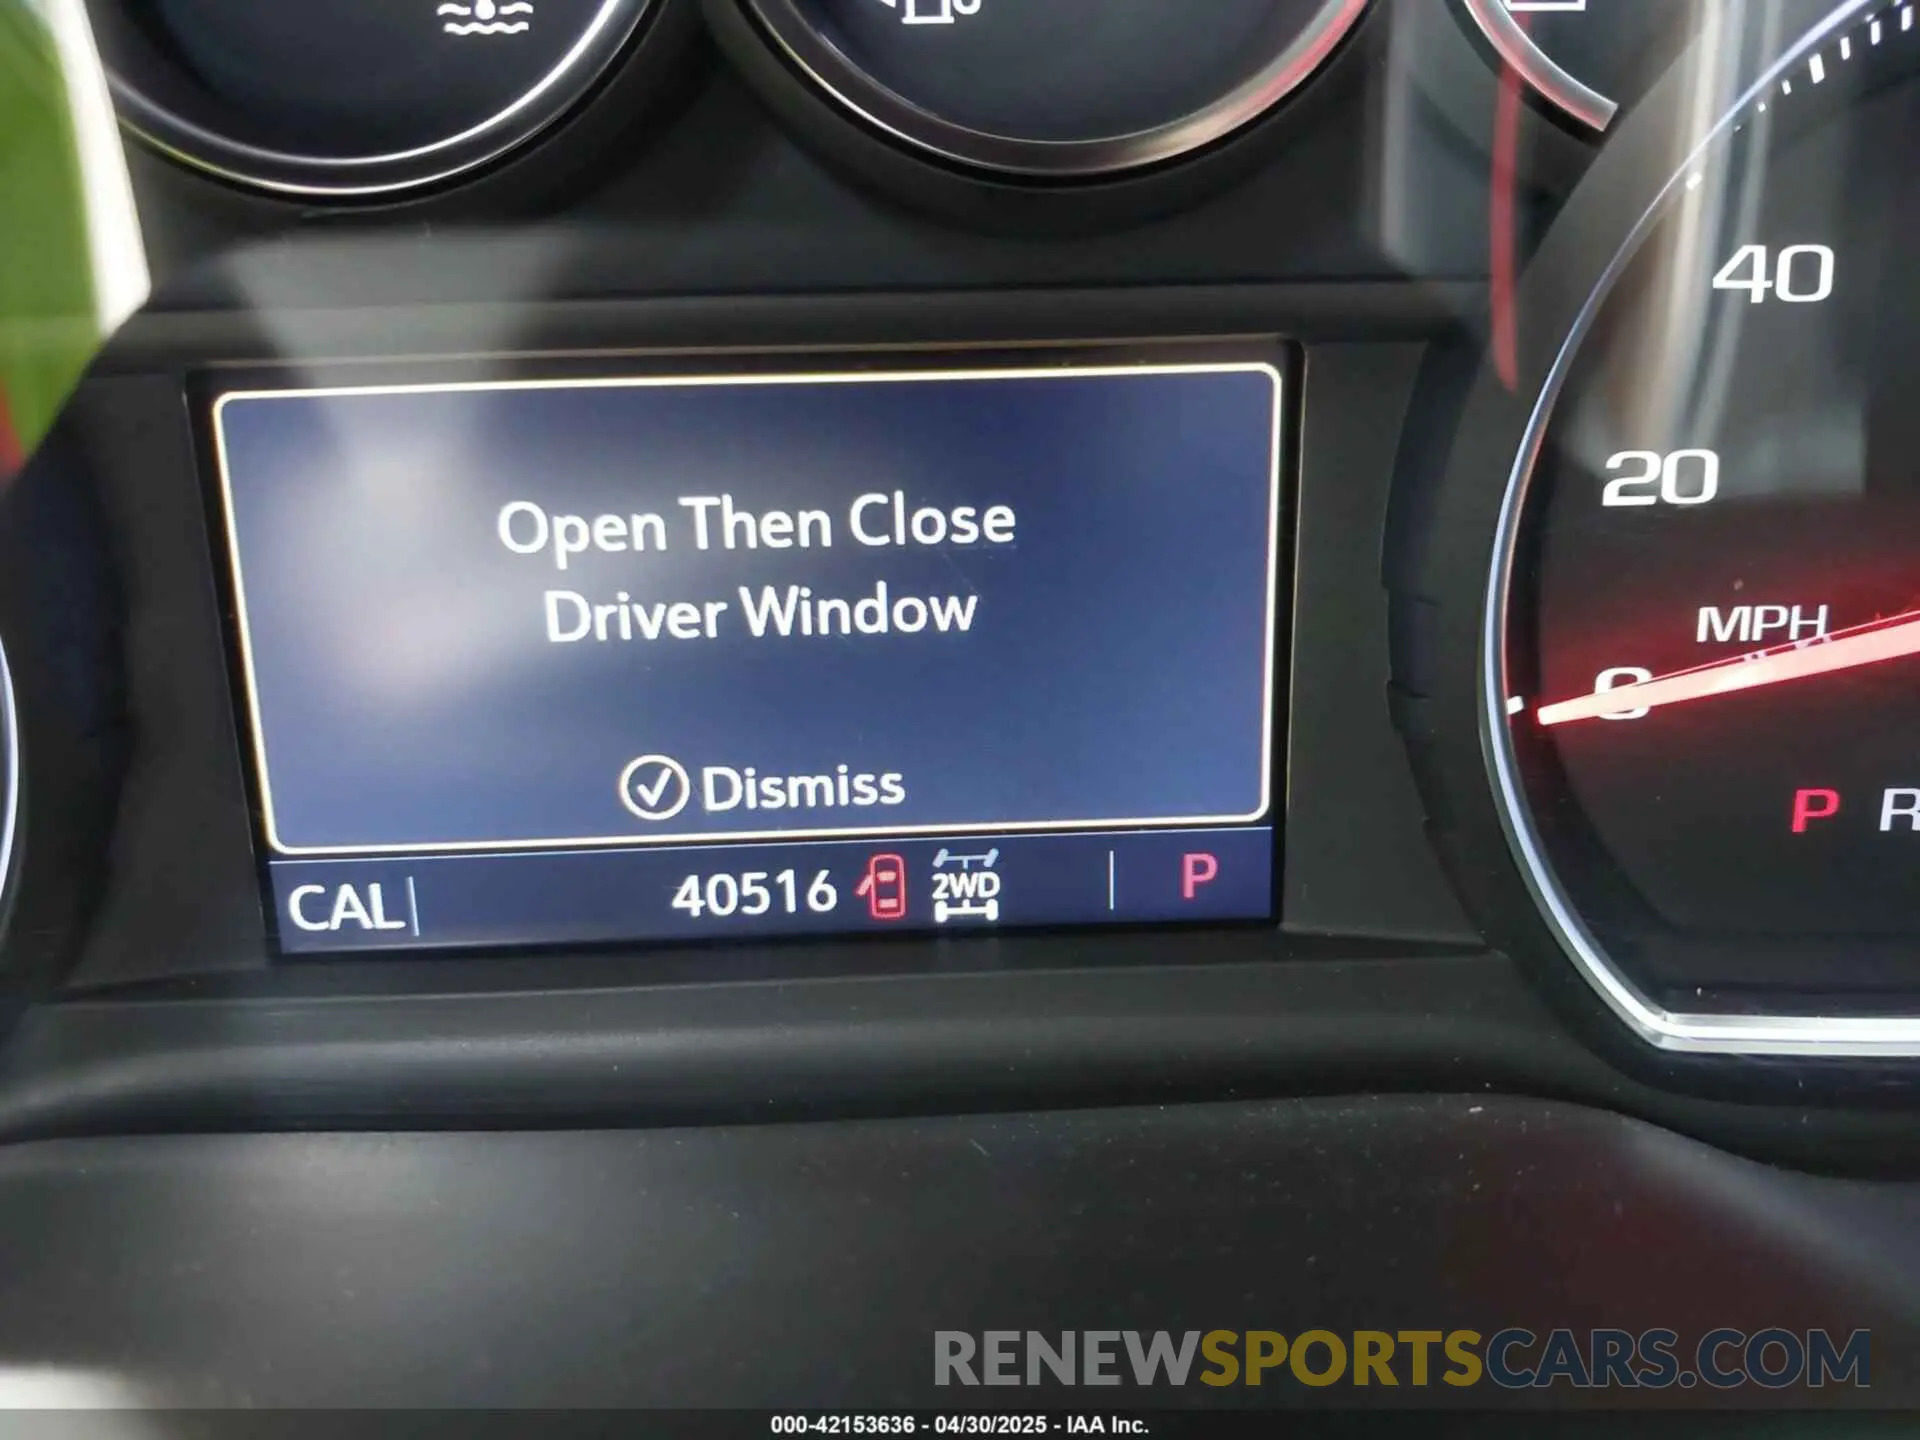 40
20
MPH
0
P R
Open Then Close
Driver Window
Dismiss
CAL 40516 2WD P
RENEWSPORTSCARS.COM
000-42153636 - 04/30/2025 - IAA Inc.